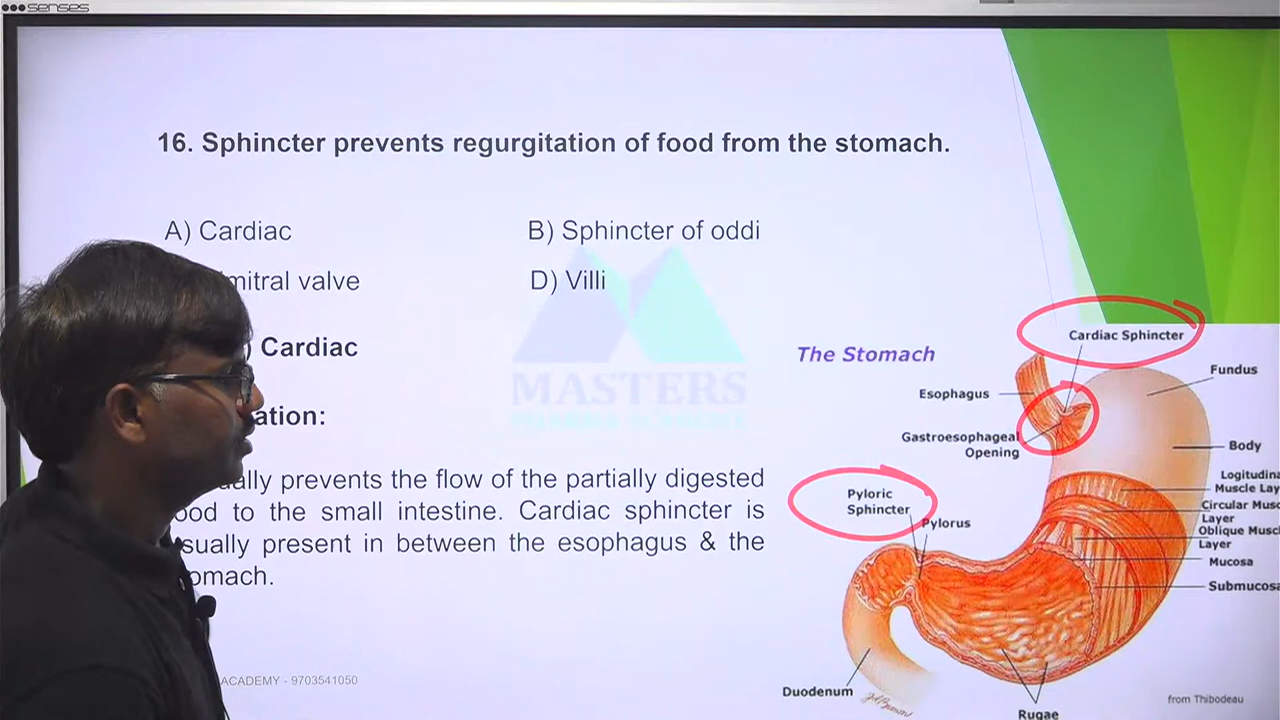 senses
16. Sphincter prevents regurgitation of food from the stomach.
A) Cardiac
B) Sphincter of oddi
mitral valve
D) Villi
) Cardiac
ation:
ally prevents the flow of the partially digested
ood to the small intestine. Cardiac sphincter is
sually present in between the esophagus & the
omach.
MASTERS
ACADEMY - 9703541050
The Stomach
Cardiac Sphincter
Fundus
Esophagus
Gastroesophageal
Opening
Body
Logitudina
Muscle Lay
Pyloric
Sphincter
Circular Musc
Layer
Pylorus
Oblique Muscl
Layer
Mucosa
Submucosa
Duodenum
Rugae
from Thibodeau